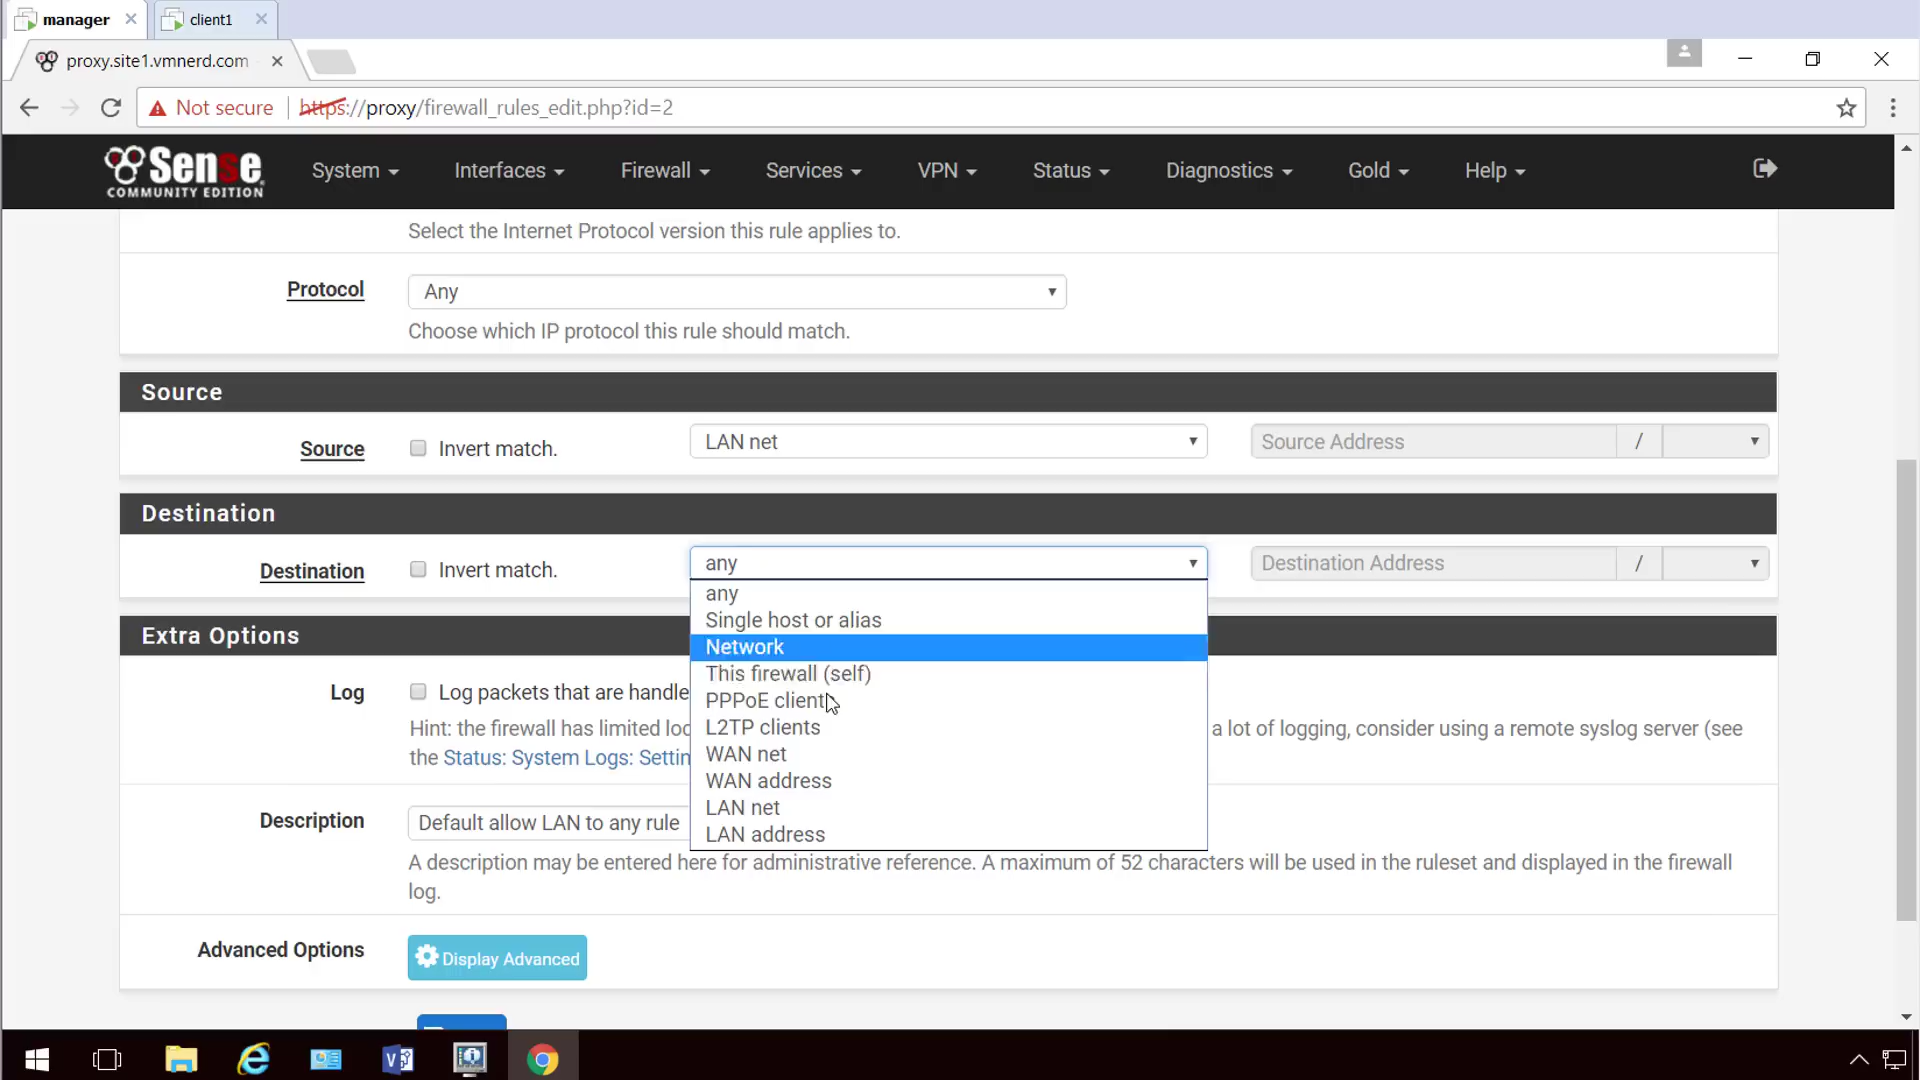 manager
client1
proxy.site1.vmnerd.com
Not secure
https://proxy/firewall_rules_edit.php?id=2
Sense
COMMUNITY EDITION
System
Interfaces
Firewall
Services
VPN
Status
Diagnostics
Gold
Help
Select the Internet Protocol version this rule applies to.
Protocol
Any
Choose which IP protocol this rule should match.
Source
Source
Invert match.
LAN net
Source Address
/
Destination
Destination
Invert match.
any
Destination Address
/
any
Single host or alias
Network
This firewall (self)
PPPoE client
L2TP clients
WAN net
WAN address
LAN net
LAN address
Extra Options
Log
Log packets that are handle
Hint: the firewall has limited loc
a lot of logging, consider using a remote syslog server (see
the Status: System Logs: Settin
Description
Default allow LAN to any rule
A description may be entered here for administrative reference. A maximum of 52 characters will be used in the ruleset and displayed in the firewall
log.
Advanced Options
Display Advanced